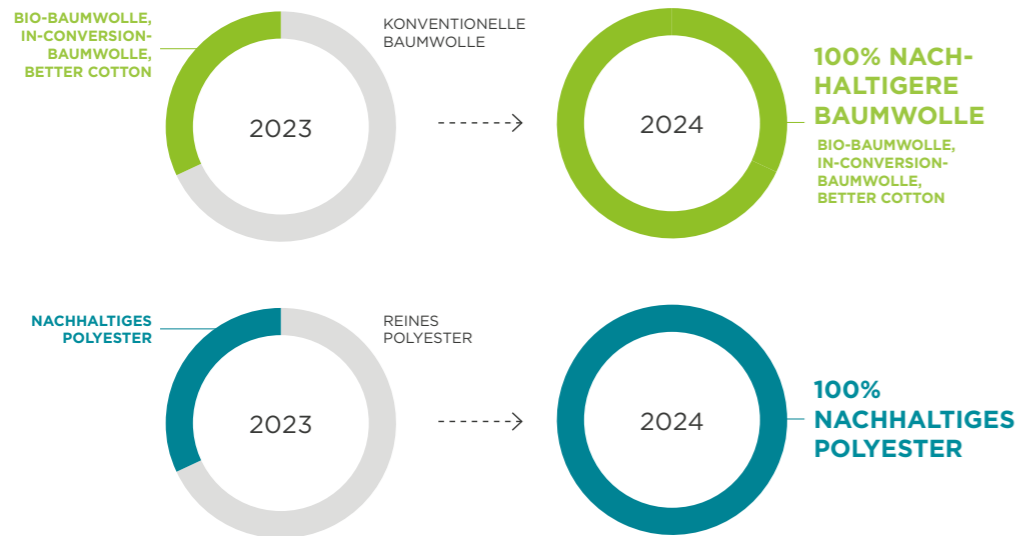 BIO-BAUMWOLLE,
IN-CONVERSION-
BAUMWOLLE,
BETTER COTTON
KONVENTIONELLE
BAUMWOLLE
2023
2024
100% NACH-
HALTIGERE
BAUMWOLLE
BIO-BAUMWOLLE,
IN-CONVERSION-
BAUMWOLLE,
BETTER COTTON
NACHHALTIGES
POLYESTER
REINES
POLYESTER
2023
2024
100%
NACHHALTIGES
POLYESTER